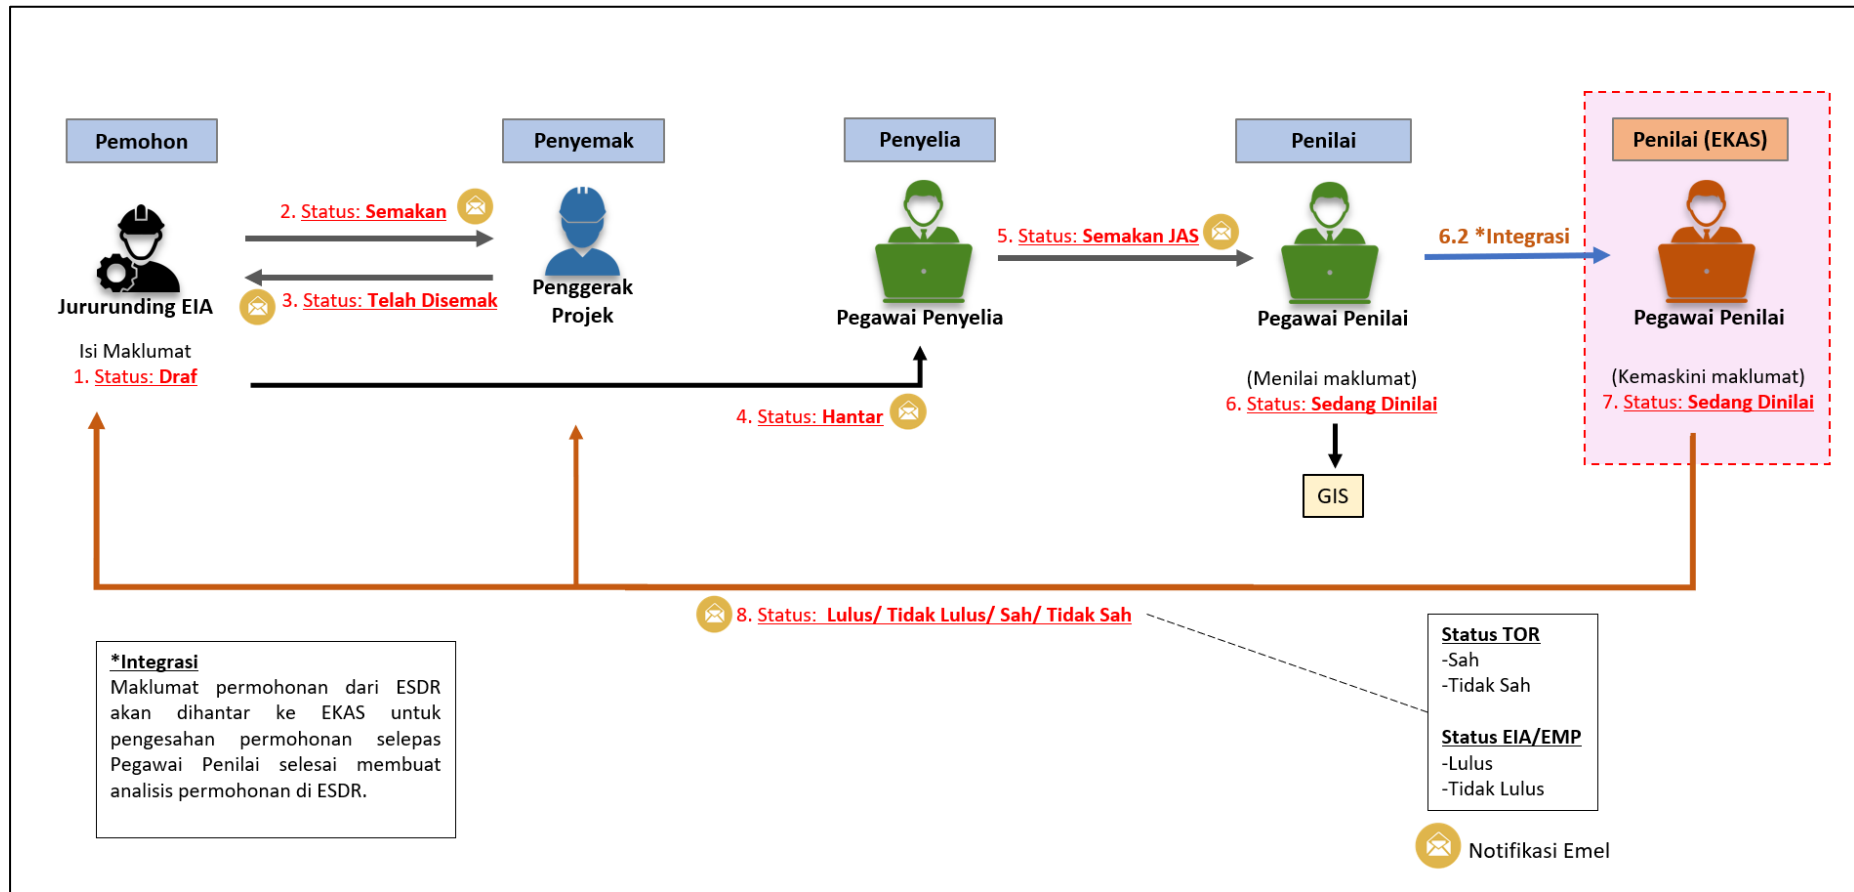 Pemohon
Penyemak
Penyelia
Penilai
Penilai (EKAS)
2. Status: Semakan
3. Status: Telah Disemak
Jururunding EIA
Penggerak
Projek
5. Status: Semakan JAS
6.2 *Integrasi
Pegawai Penyelia
Pegawai Penilai
Pegawai Penilai
Isi Maklumat
1. Status: Draf
4. Status: Hantar
(Menilai maklumat)
6. Status: Sedang Dinilai
(Kemaskini maklumat)
7. Status: Sedang Dinilai
GIS
8. Status: Lulus/ Tidak Lulus/ Sah/ Tidak Sah
*Integrasi
Maklumat permohonan dari ESDR
akan dihantar ke EKAS untuk
pengesahan permohonan selepas
Pegawai Penilai selesai membuat
analisis permohonan di ESDR.
Status TOR
-Sah
-Tidak Sah
Status EIA/EMP
-Lulus
-Tidak Lulus
Notifikasi Emel